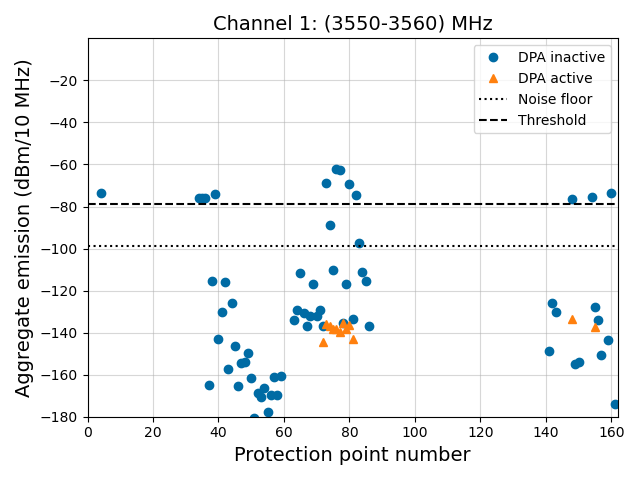 Channel 1: (3550-3560) MHz
DPA inactive
DPA active
Noise floor
Threshold
Aggregate emission (dBm/10 MHz)
−20
−40
−60
−80
−100
−120
−140
−160
−180
0 20 40 60 80 100 120 140 160
Protection point number